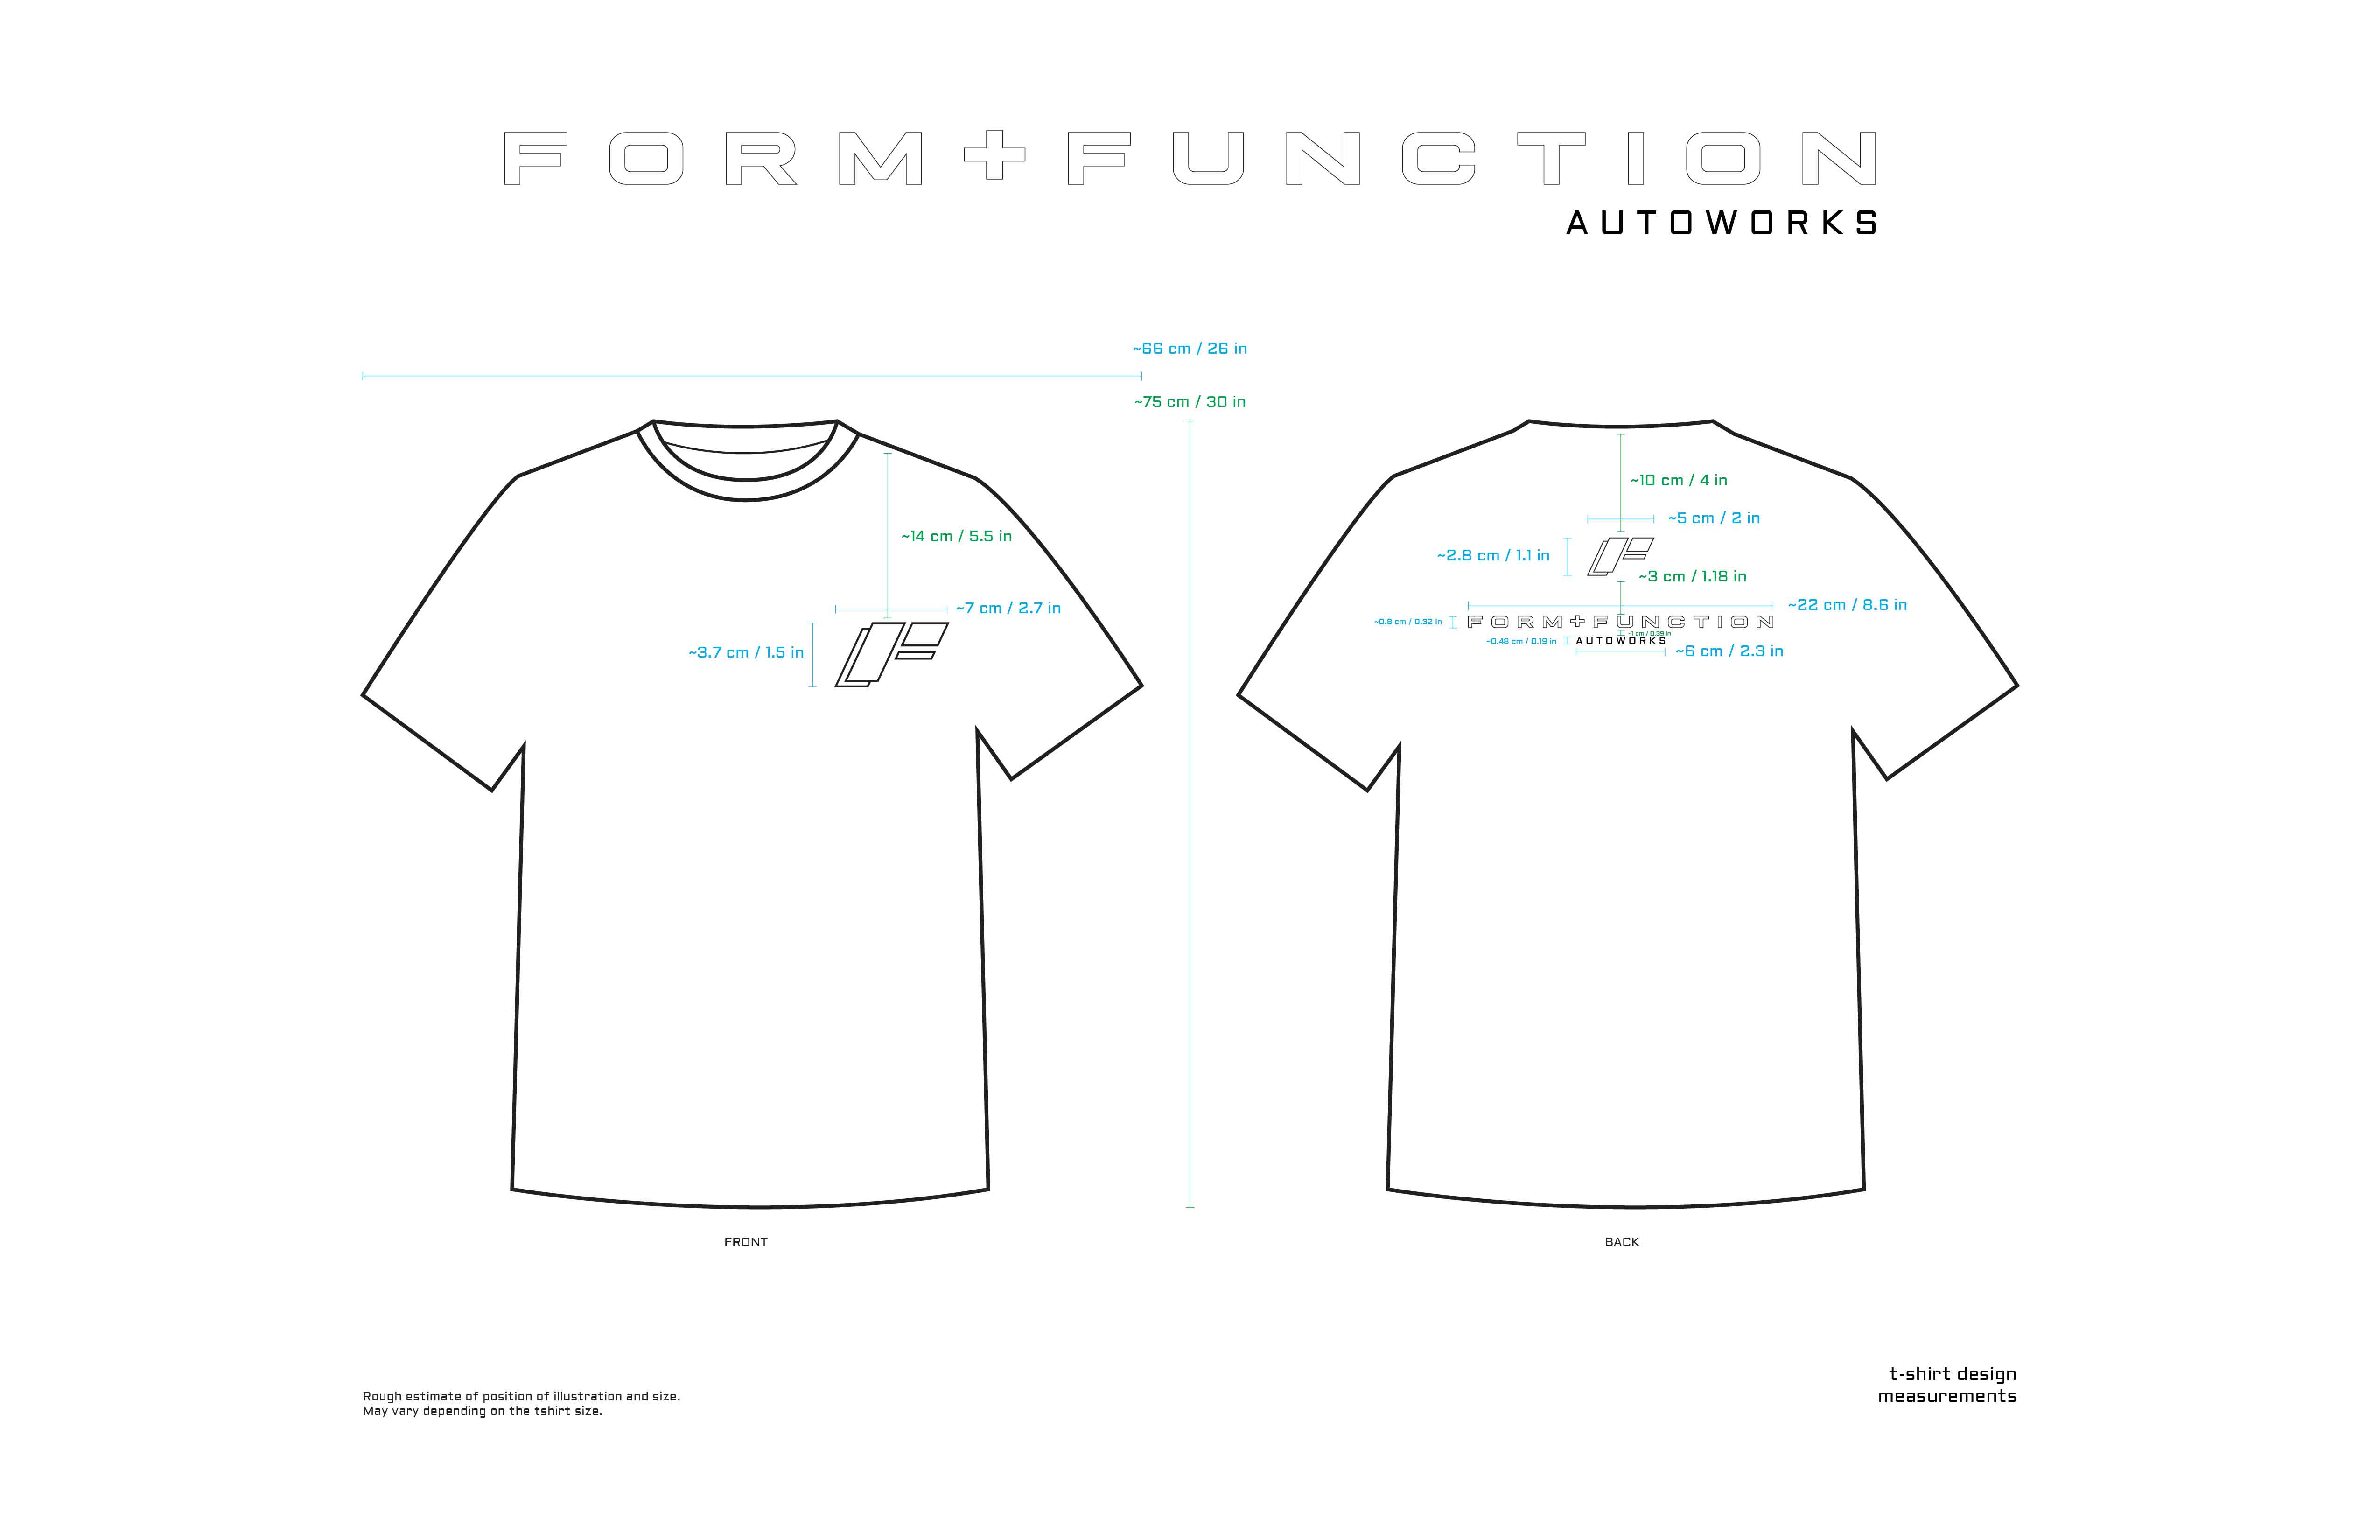 FORM+FUNCTION
AUTOWORKS
~66 cm / 26 in
~75 cm / 30 in
~14 cm / 5.5 in
~7 cm / 2.7 in
~3.7 cm / 1.5 in
~10 cm / 4 in
~5 cm / 2 in
~2.8 cm / 1.1 in
~3 cm / 1.18 in
~22 cm / 8.6 in
~0.8 cm / 0.32 in
FORM+FUNCTION
~1 cm / 0.39 in
~0.48 cm / 0.19 in
AUTOWORKS
~6 cm / 2.3 in
FRONT
BACK
Rough estimate of position of illustration and size.
May vary depending on the tshirt size.
t-shirt design
measurements